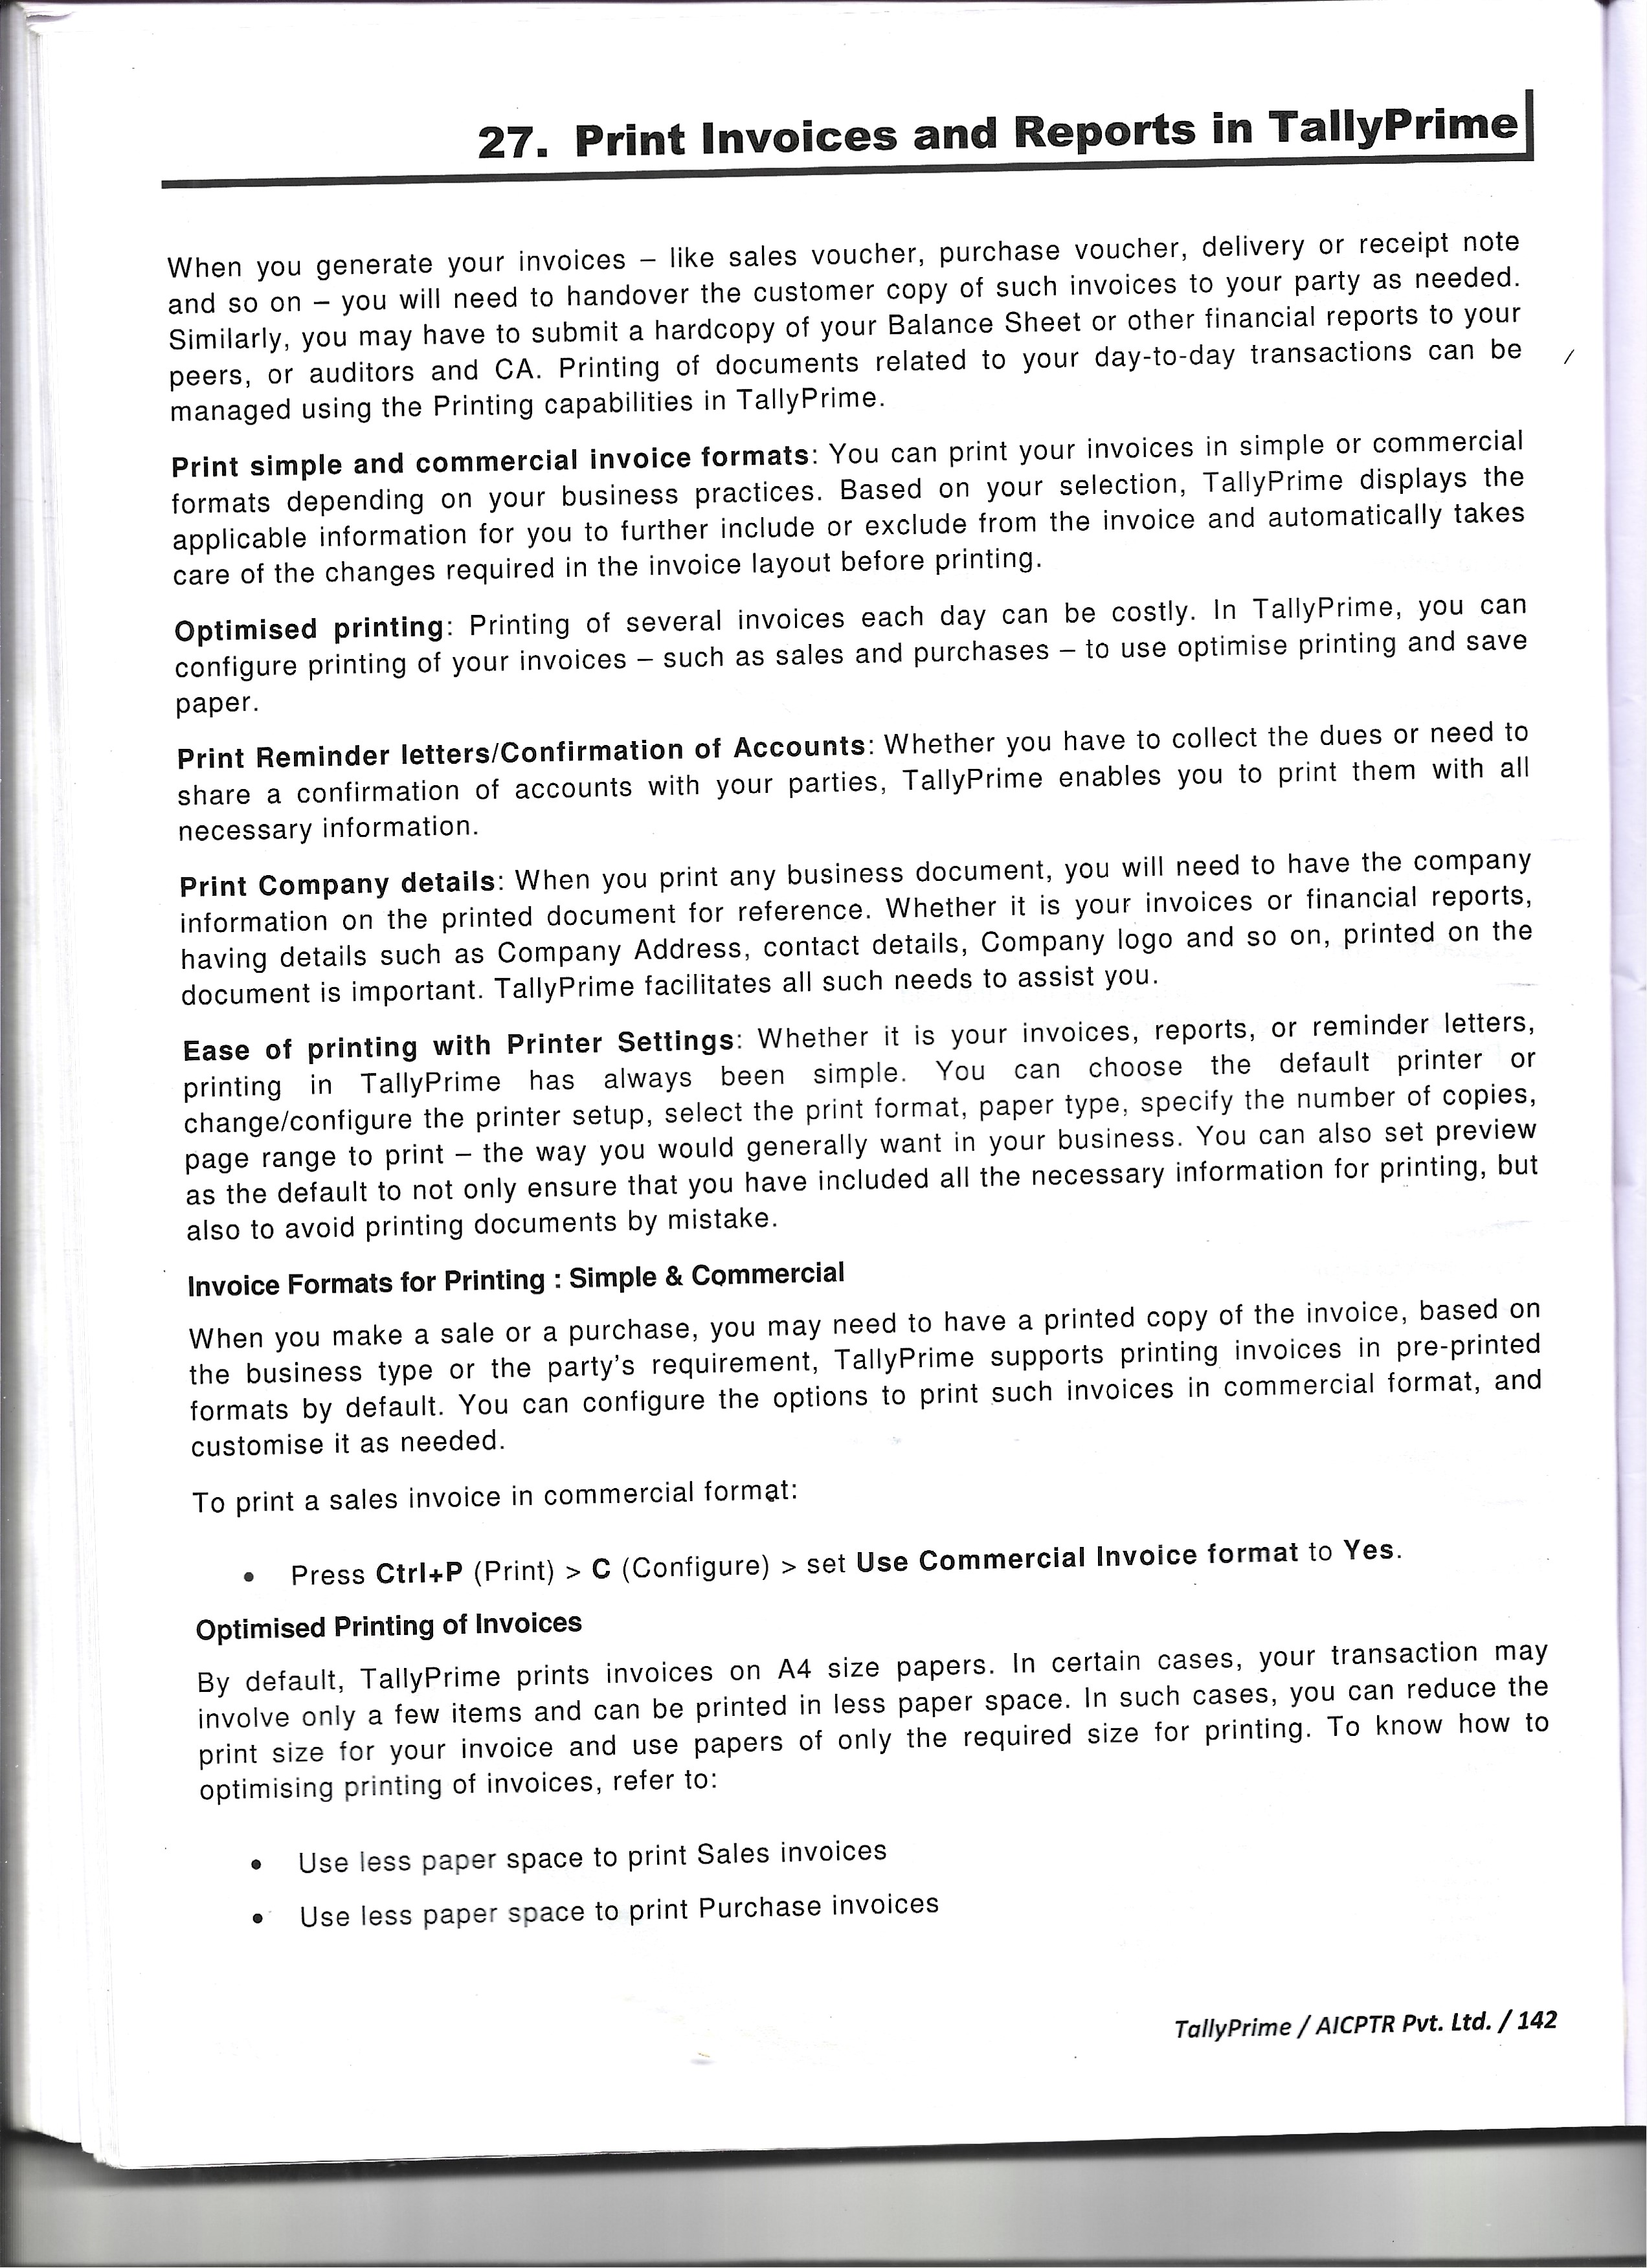 27. Print Invoices and Reports in TallyPrime
When you generate your invoices – like sales voucher, purchase voucher, delivery or receipt note
and so on – you will need to handover the customer copy of such invoices to your party as needed.
Similarly, you may have to submit a hardcopy of your Balance Sheet or other financial reports to your
peers, or auditors and CA. Printing of documents related to your day-to-day transactions can be
managed using the Printing capabilities in TallyPrime.
Print simple and commercial invoice formats: You can print your invoices in simple or commercial
formats depending on your business practices. Based on your selection, TallyPrime displays the
applicable information for you to further include or exclude from the invoice and automatically takes
care of the changes required in the invoice layout before printing.
Optimised printing: Printing of several invoices each day can be costly. In TallyPrime, you can
configure printing of your invoices – such as sales and purchases – to use optimise printing and save
paper.
Print Reminder letters/Confirmation of Accounts: Whether you have to collect the dues or need to
share a confirmation of accounts with your parties, TallyPrime enables you to print them with all
necessary information.
Print Company details: When you print any business document, you will need to have the company
information on the printed document for reference. Whether it is your invoices or financial reports,
having details such as Company Address, contact details, Company logo and so on, printed on the
document is important. TallyPrime facilitates all such needs to assist you.
Ease of printing with Printer Settings: Whether it is your invoices, reports, or reminder letters,
printing in TallyPrime has always been simple. You can choose the default printer or
change/configure the printer setup, select the print format, paper type, specify the number of copies,
page range to print – the way you would generally want in your business. You can also set preview
as the default to not only ensure that you have included all the necessary information for printing, but
also to avoid printing documents by mistake.
Invoice Formats for Printing : Simple & Commercial
When you make a sale or a purchase, you may need to have a printed copy of the invoice, based on
the business type or the party's requirement, TallyPrime supports printing invoices in pre-printed
formats by default. You can configure the options to print such invoices in commercial format, and
customise it as needed.
To print a sales invoice in commercial format:
• Press Ctrl+P (Print) > C (Configure) > set Use Commercial Invoice format to Yes.
Optimised Printing of Invoices
By default, TallyPrime prints invoices on A4 size papers. In certain cases, your transaction may
involve only a few items and can be printed in less paper space. In such cases, you can reduce the
print size for your invoice and use papers of only the required size for printing. To know how to
optimising printing of invoices, refer to:
• Use less paper space to print Sales invoices
• Use less paper space to print Purchase invoices
TallyPrime / AICPTR Pvt. Ltd. / 142